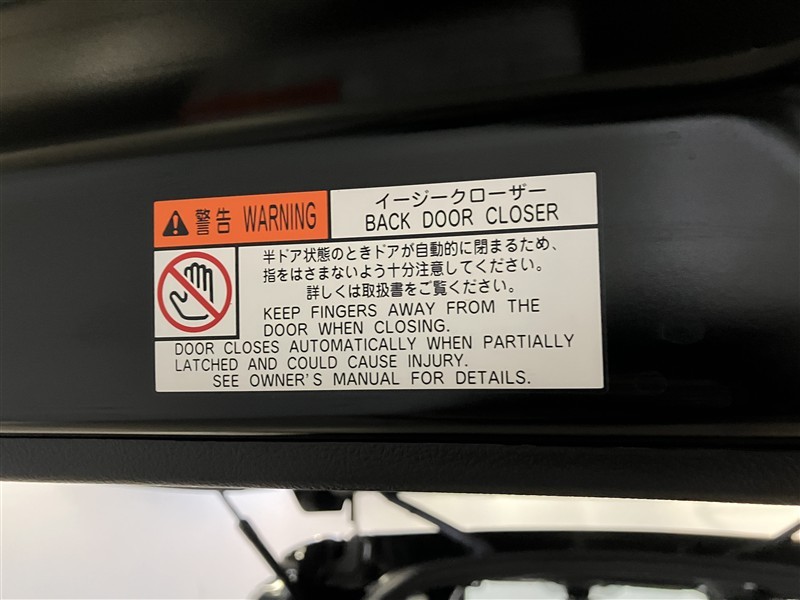 警告 WARNING
イージークローザー
BACK DOOR CLOSER
半ドア状態のときドアが自動的に閉まるため、
指をはさまないよう十分注意してください。
詳しくは取扱書をご覧ください。
KEEP FINGERS AWAY FROM THE
DOOR WHEN CLOSING.
DOOR CLOSES AUTOMATICALLY WHEN PARTIALLY
LATCHED AND COULD CAUSE INJURY.
SEE OWNER'S MANUAL FOR DETAILS.